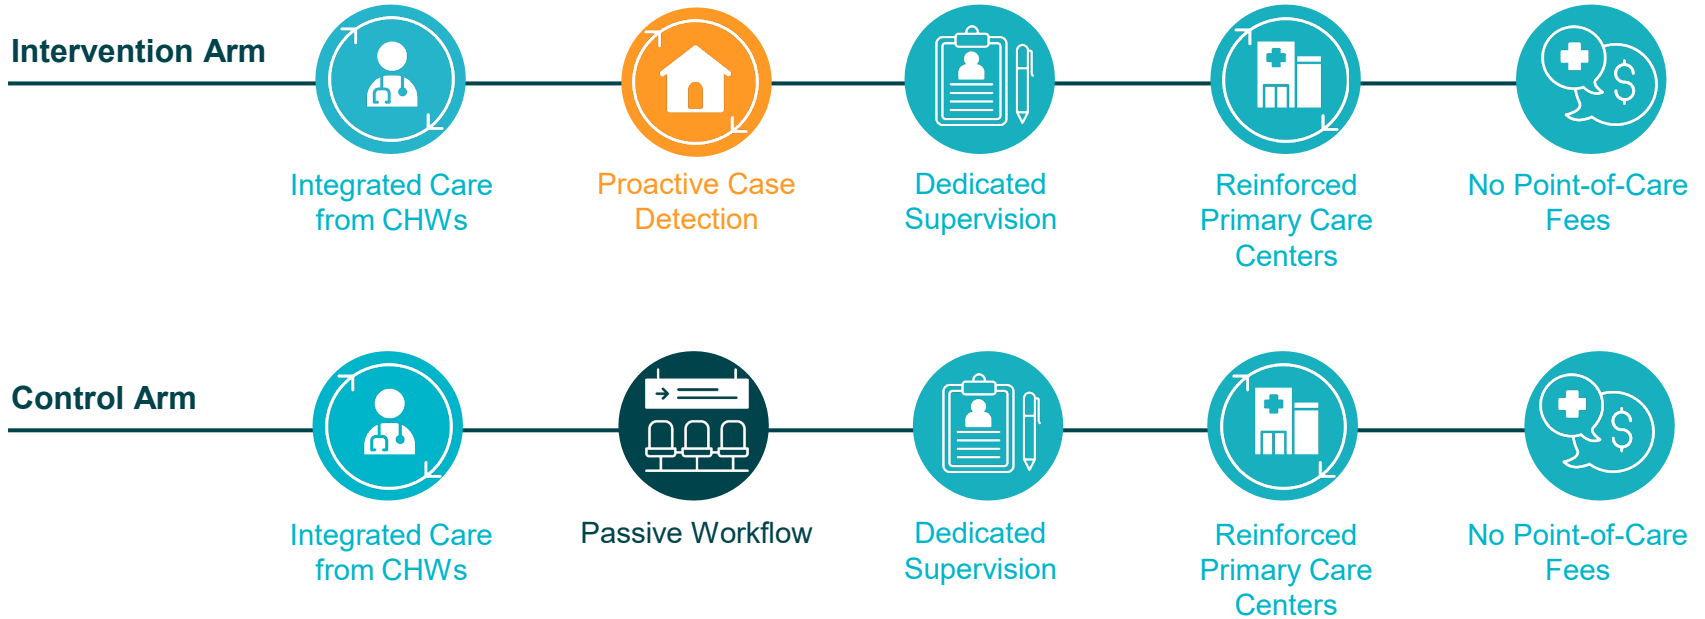 Intervention Arm
Integrated Care
from CHWs
Proactive Case
Detection
Dedicated
Supervision
Reinforced
Primary Care
Centers
$
No Point-of-Care
Fees
Control Arm
Integrated Care
from CHWs
Passive Workflow
Dedicated
Supervision
Reinforced
Primary Care
Centers
$
No Point-of-Care
Fees